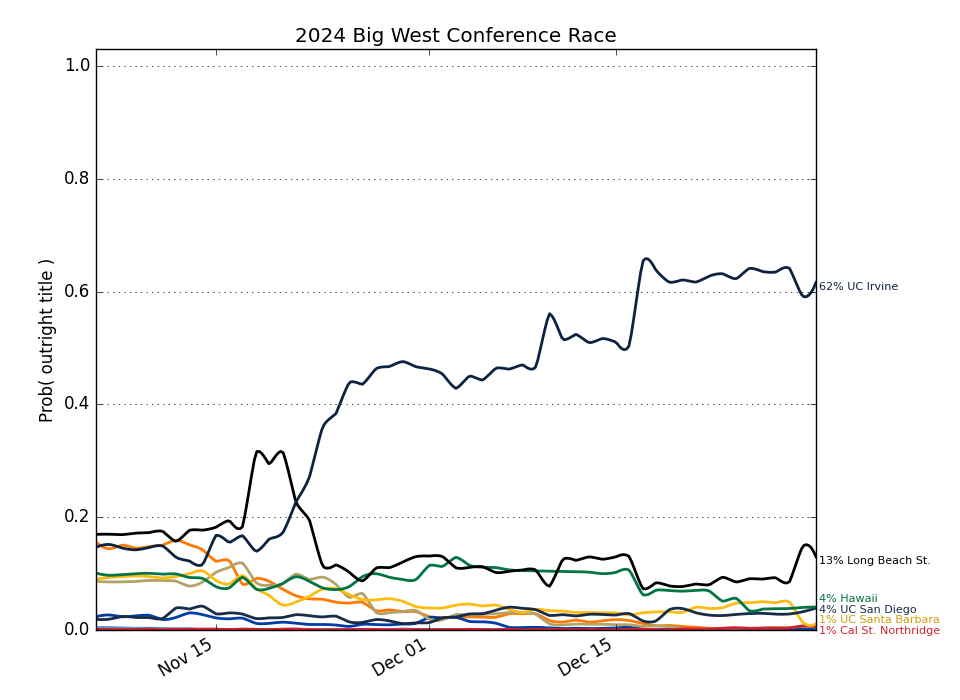 2024 Big West Conference Race
1.0
0.8
0.6
0.4
0.2
0.0
Prob( outright title )
Nov 15
Dec 01
Dec 15
62% UC Irvine
13% Long Beach St.
4% Hawaii
4% UC San Diego
1% UC Santa Barbara
1% Cal St. Northridge